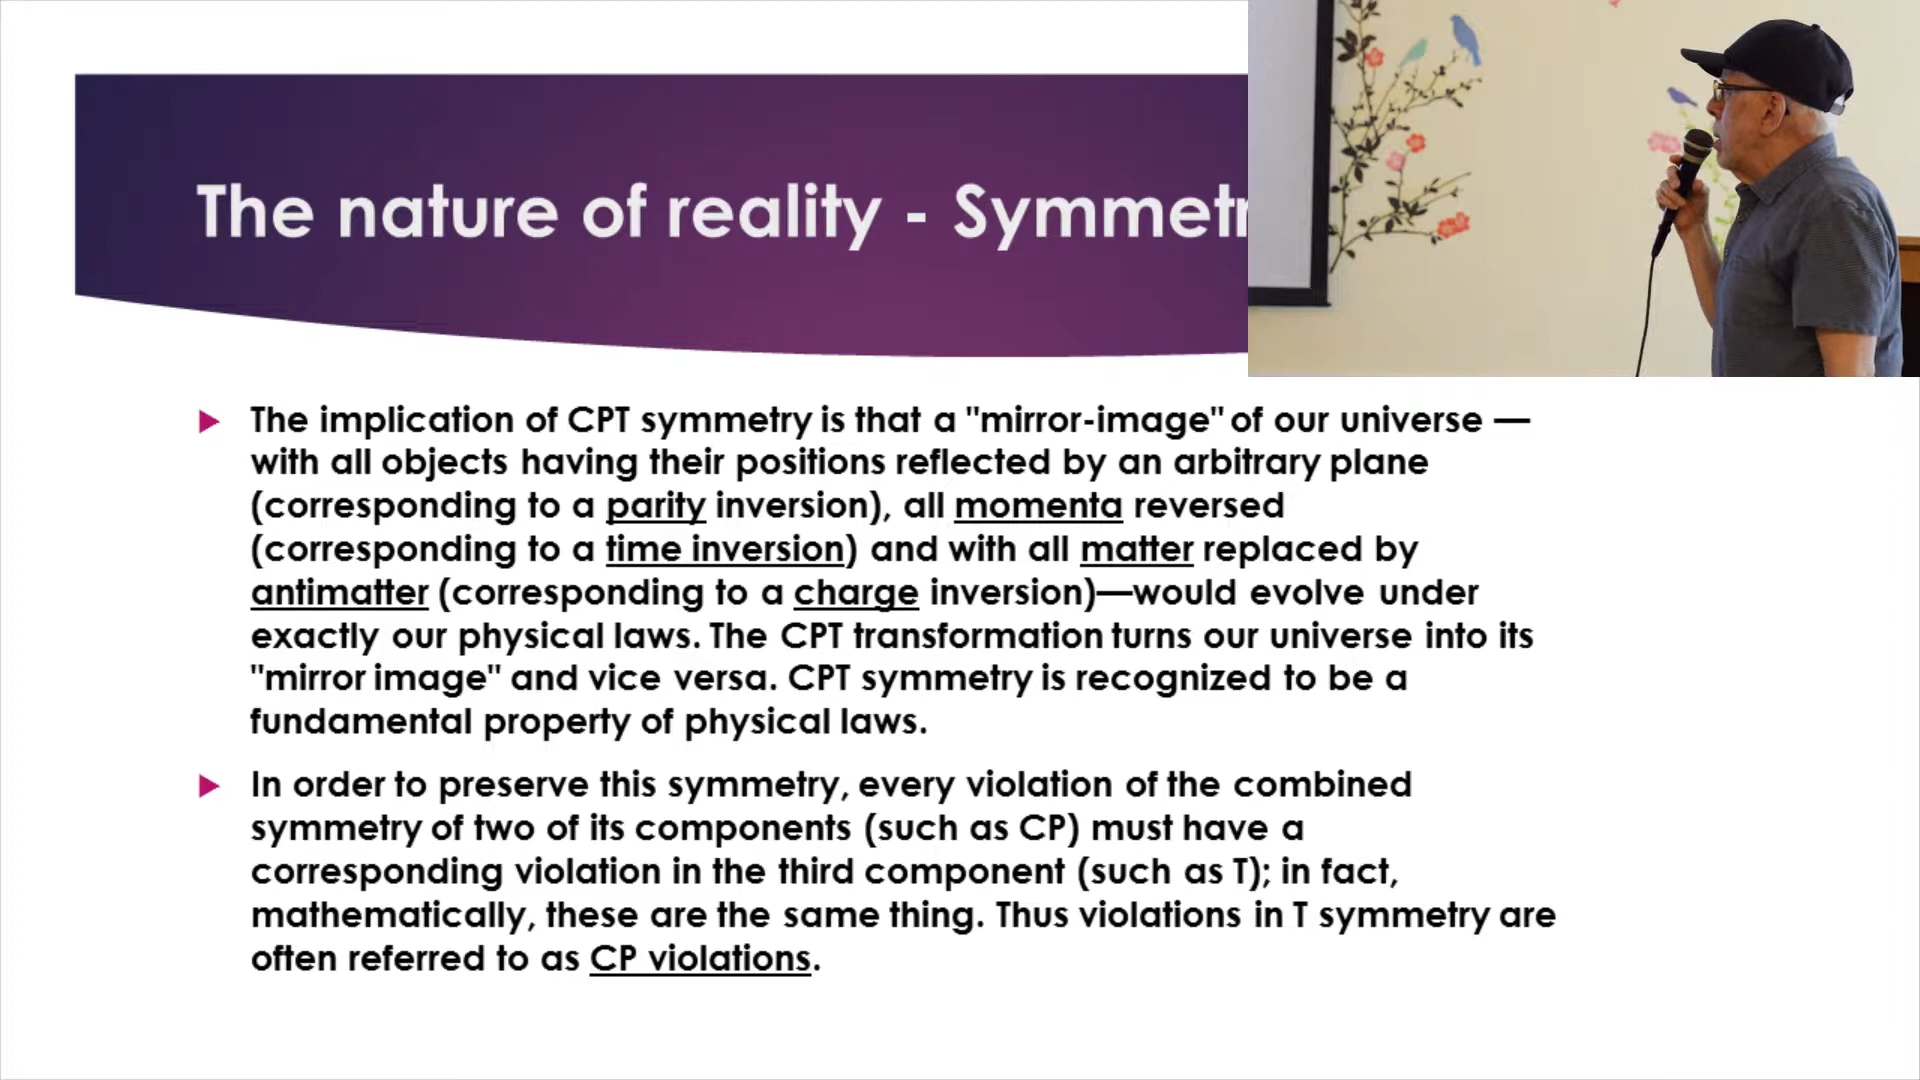 The nature of reality - Symmetr
The implication of CPT symmetry is that a "mirror-image" of our universe —
with all objects having their positions reflected by an arbitrary plane
(corresponding to a parity inversion), all momenta reversed
(corresponding to a time inversion) and with all matter replaced by
antimatter (corresponding to a charge inversion)—would evolve under
exactly our physical laws. The CPT transformation turns our universe into its
"mirror image" and vice versa. CPT symmetry is recognized to be a
fundamental property of physical laws.
In order to preserve this symmetry, every violation of the combined
symmetry of two of its components (such as CP) must have a
corresponding violation in the third component (such as T); in fact,
mathematically, these are the same thing. Thus violations in T symmetry are
often referred to as CP violations.